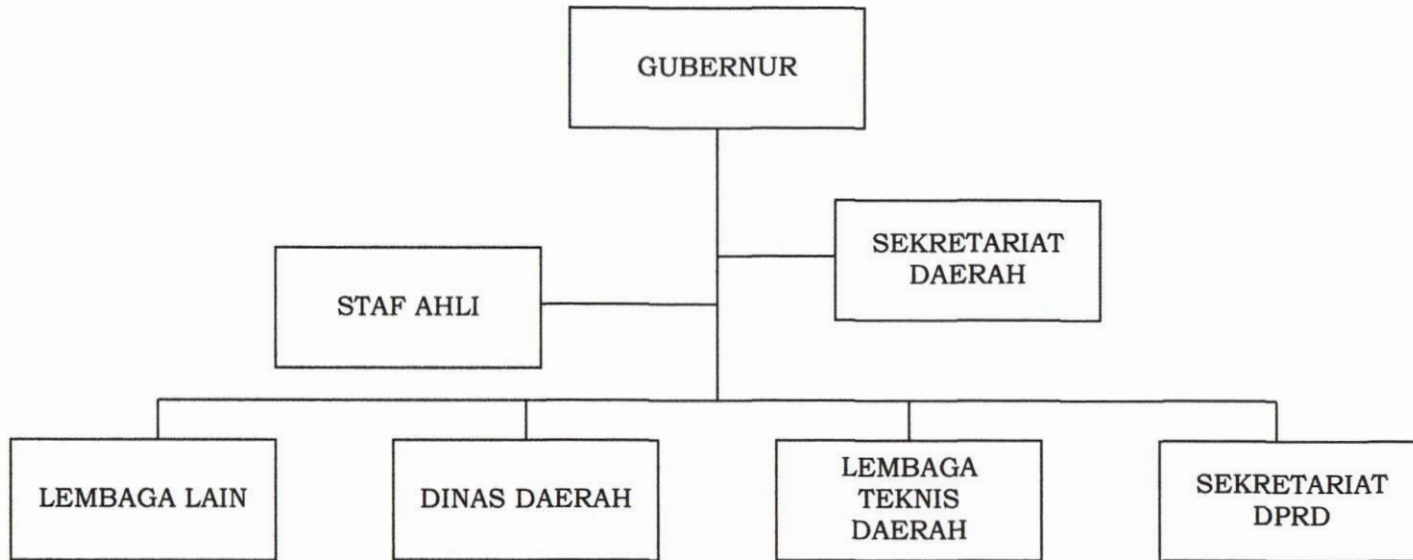 GUBERNUR
SEKRETARIAT
DAERAH
STAF AHLI
LEMBAGA LAIN
DINAS DAERAH
LEMBAGA
TEKNIS
DAERAH
SEKRETARIAT
DPRD